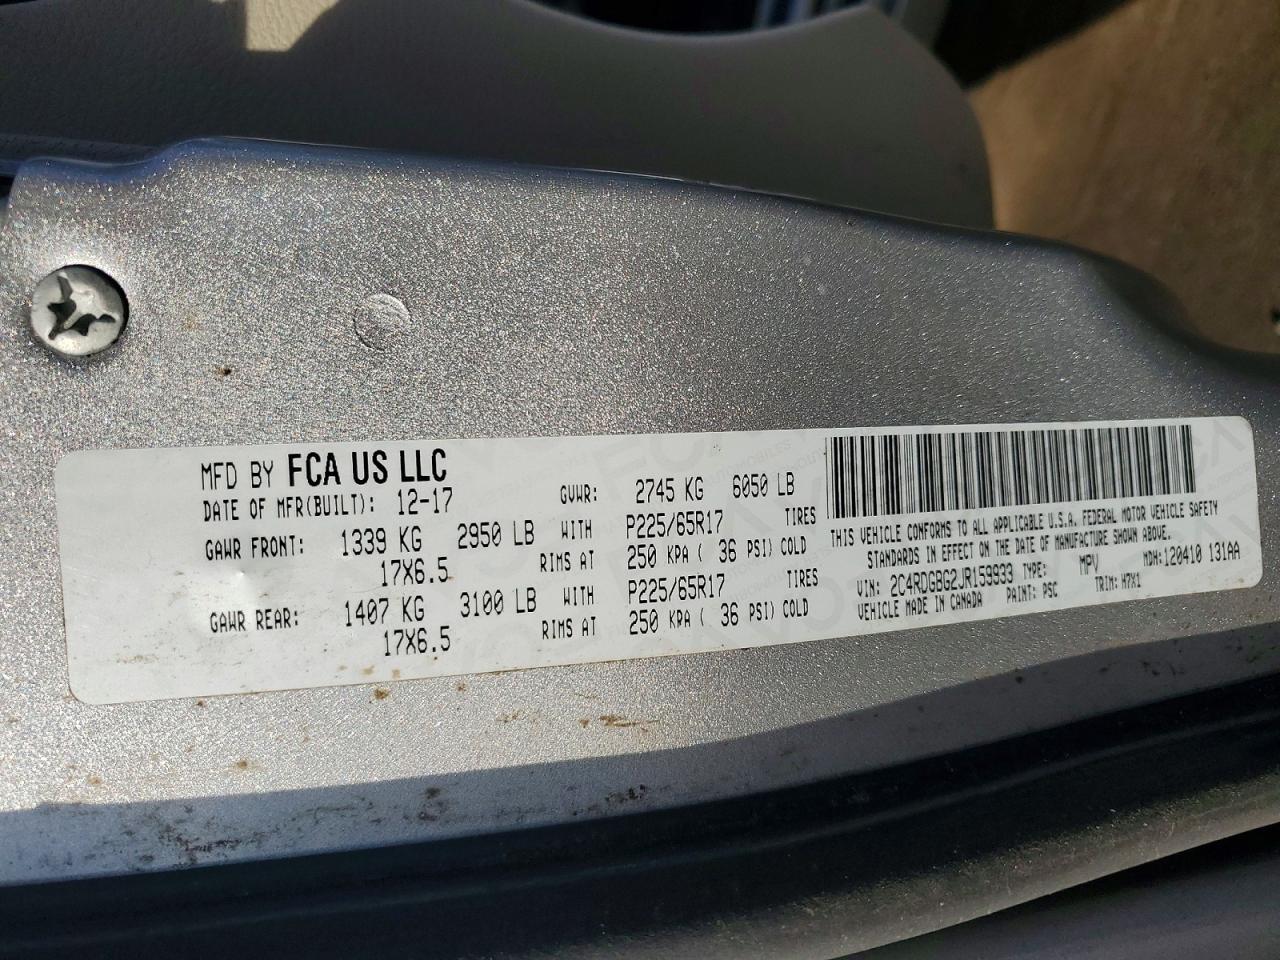 MFD BY FCA US LLC
DATE OF MFR(BUILT): 12-17 GVWR: 2745 KG 6050 LB
GAWR FRONT: 1339 KG 2950 LB WITH P225/65R17 TIRES
17X6.5 RIMS AT 250 KPA ( 36 PSI) COLD
GAWR REAR: 1407 KG 3100 LB WITH P225/65R17 TIRES
17X6.5 RIMS AT 250 KPA ( 36 PSI) COLD
THIS VEHICLE CONFORMS TO ALL APPLICABLE U.S.A. FEDERAL MOTOR VEHICLE SAFETY
STANDARDS IN EFFECT ON THE DATE OF MANUFACTURE SHOWN ABOVE.
VIN: 2C4RDGBG2JR159933 TYPE: MPV MDH:120410 131AA
VEHICLE MADE IN CANADA PAINT: PSC TRIM: H7X1